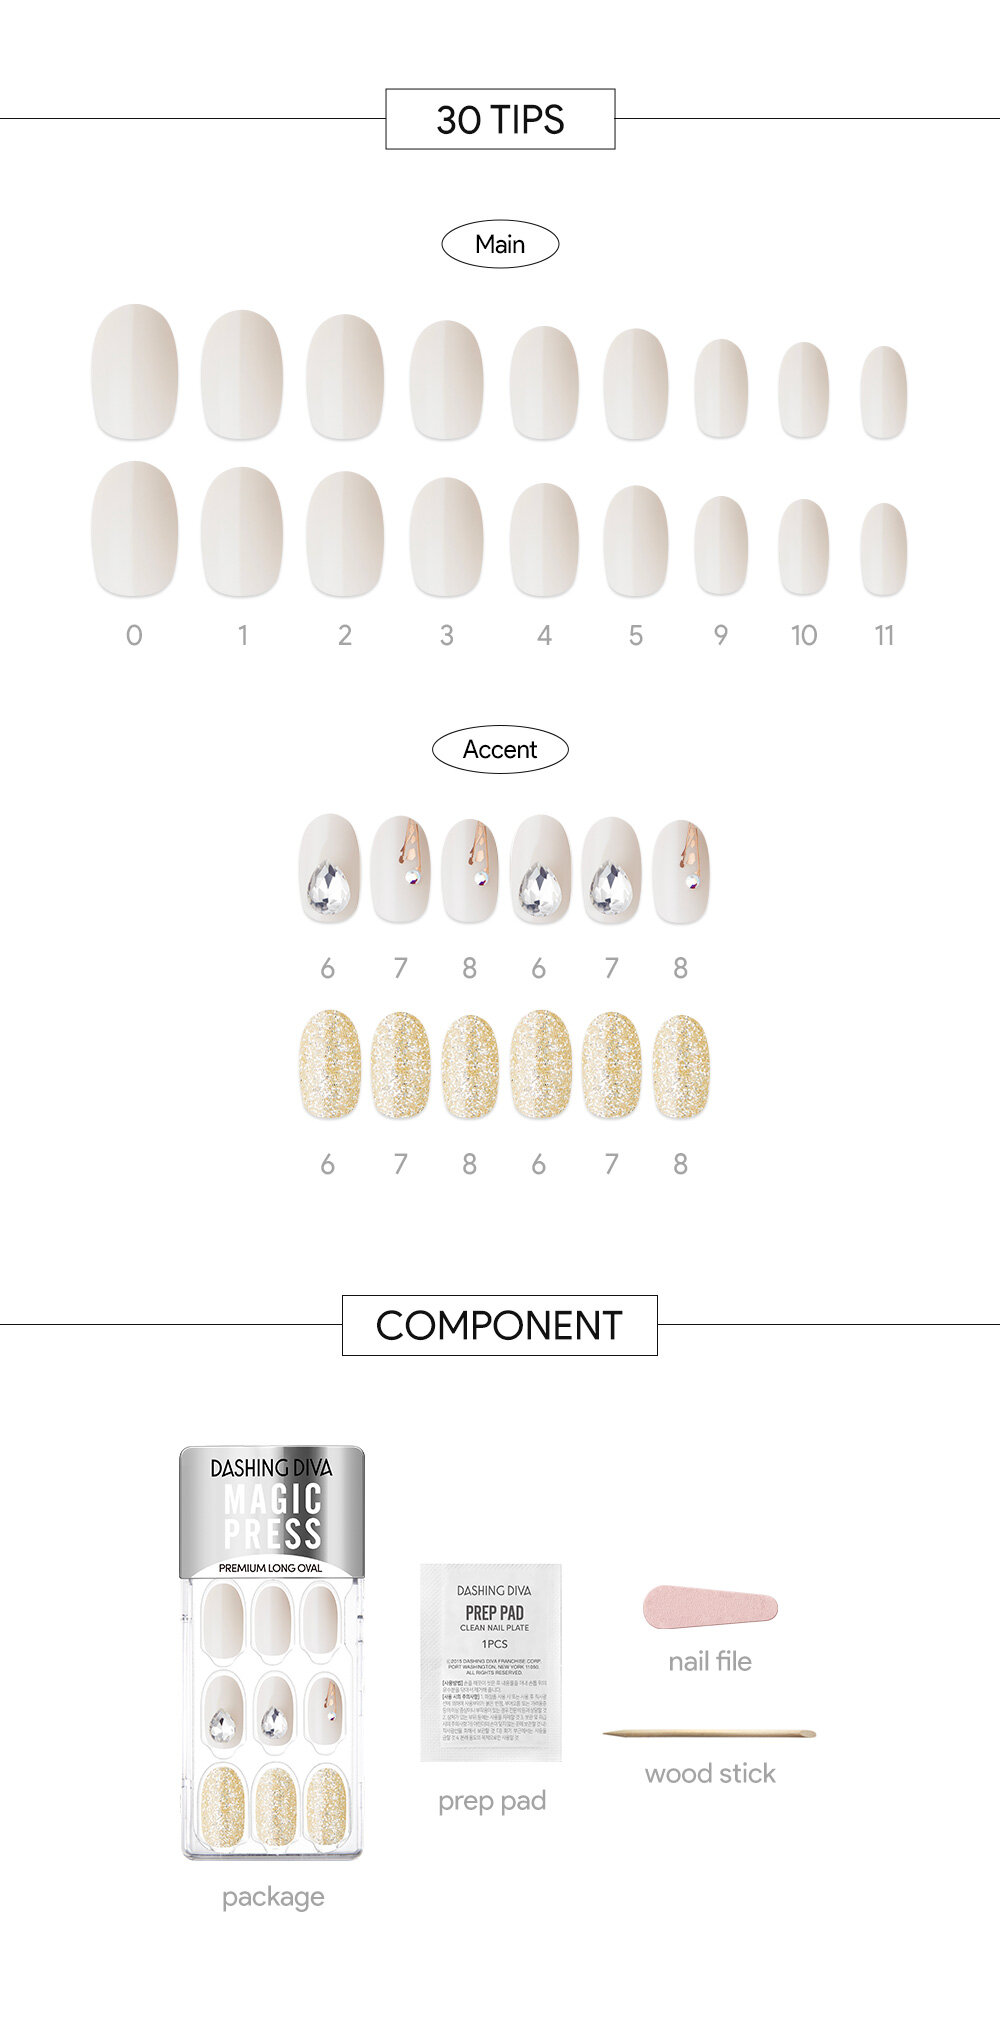 30 TIPS
Main
0 1 2 3 4 5 9 10 11
Accent
6 7 8 6 7 8
6 7 8 6 7 8
COMPONENT
DASHING DIVA
MAGIC
PRESS
PREMIUM LONG OVAL
package
DASHING DIVA
PREP PAD
CLEAN NAIL PLATE
1PCS
©2015 DASHING DIVA FRANCHISE CORP.
PORT WASHINGTON, NEW YORK 11050.
ALL RIGHTS RESERVED.
prep pad
nail file
wood stick